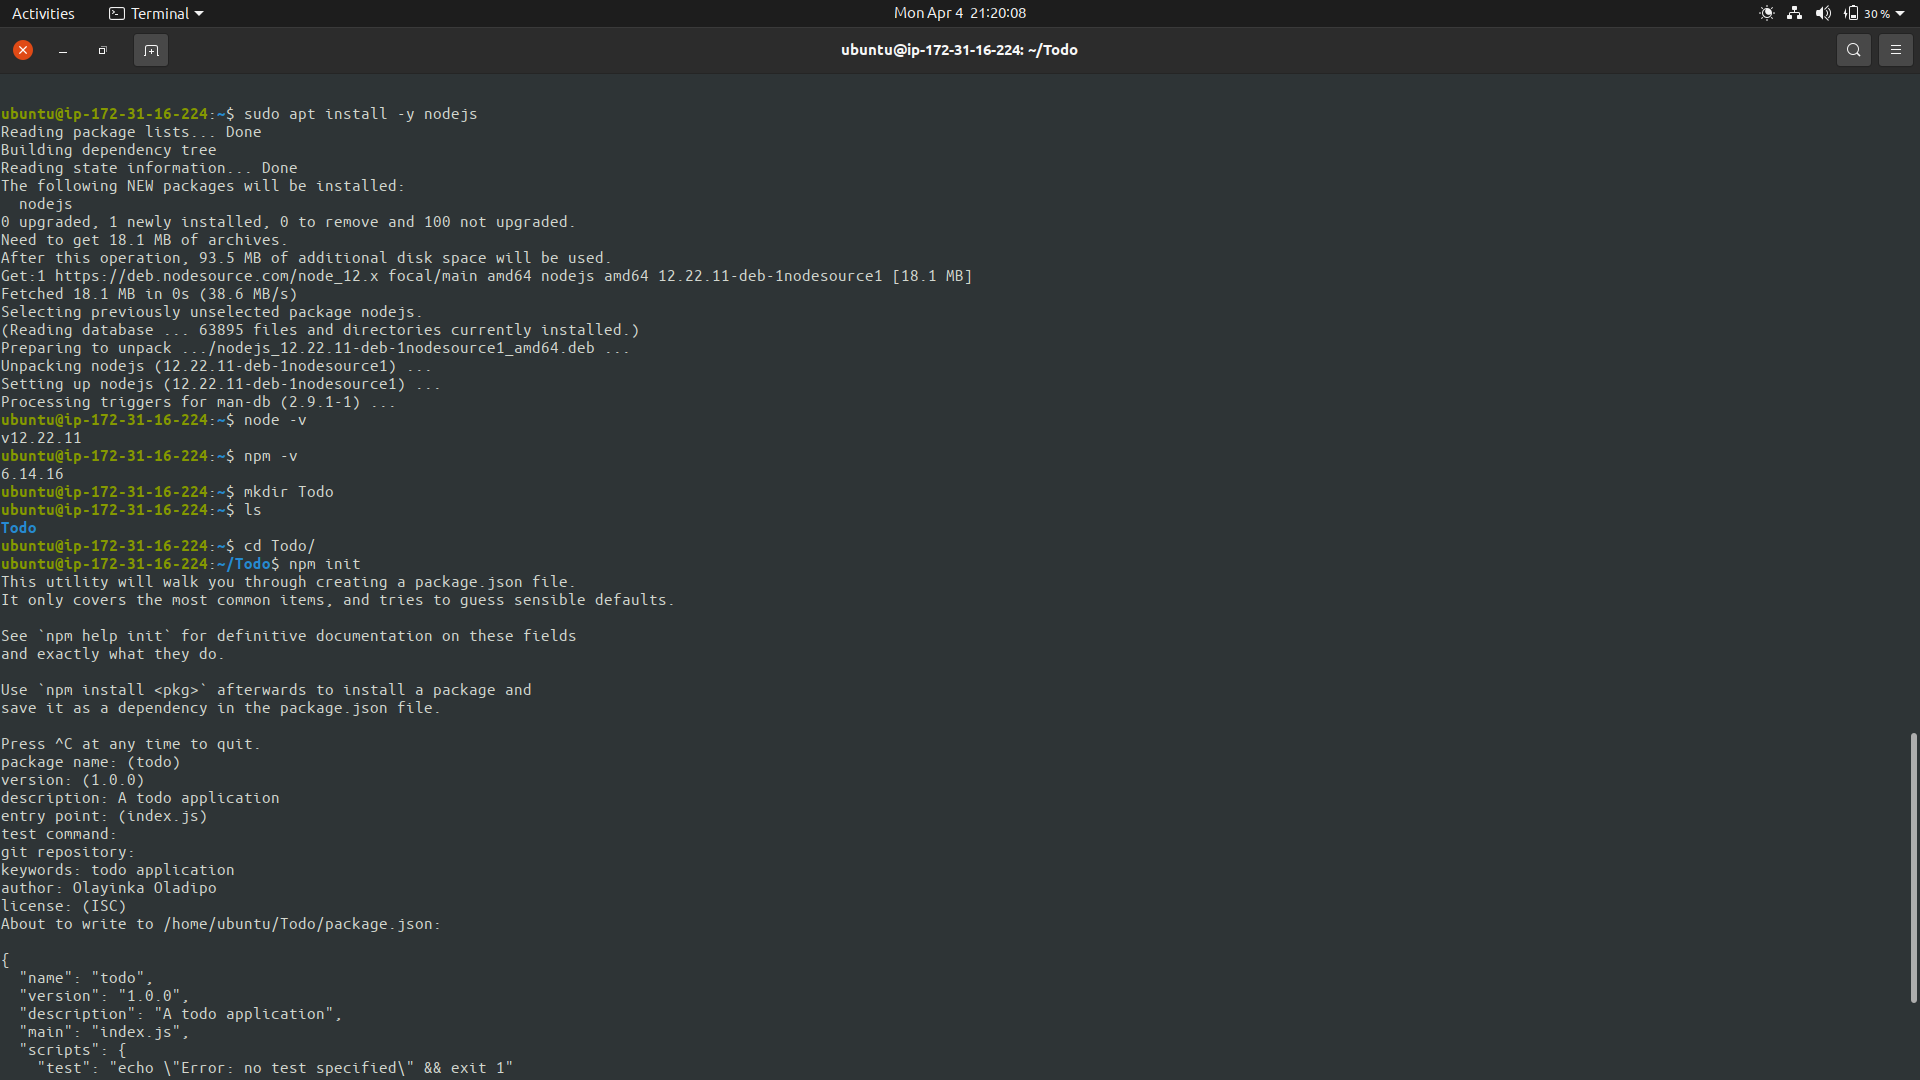 Activities Terminal Mon Apr 4 21:20:08 30 %
ubuntu@ip-172-31-16-224: ~/Todo
ubuntu@ip-172-31-16-224:~$ sudo apt install -y nodejs
Reading package lists... Done
Building dependency tree
Reading state information... Done
The following NEW packages will be installed:
  nodejs
0 upgraded, 1 newly installed, 0 to remove and 100 not upgraded.
Need to get 18.1 MB of archives.
After this operation, 93.5 MB of additional disk space will be used.
Get:1 https://deb.nodesource.com/node_12.x focal/main amd64 nodejs amd64 12.22.11-deb-1nodesource1 [18.1 MB]
Fetched 18.1 MB in 0s (38.6 MB/s)
Selecting previously unselected package nodejs.
(Reading database ... 63895 files and directories currently installed.)
Preparing to unpack .../nodejs_12.22.11-deb-1nodesource1_amd64.deb ...
Unpacking nodejs (12.22.11-deb-1nodesource1) ...
Setting up nodejs (12.22.11-deb-1nodesource1) ...
Processing triggers for man-db (2.9.1-1) ...
ubuntu@ip-172-31-16-224:~$ node -v
v12.22.11
ubuntu@ip-172-31-16-224:~$ npm -v
6.14.16
ubuntu@ip-172-31-16-224:~$ mkdir Todo
ubuntu@ip-172-31-16-224:~$ ls
Todo
ubuntu@ip-172-31-16-224:~$ cd Todo/
ubuntu@ip-172-31-16-224:~/Todo$ npm init
This utility will walk you through creating a package.json file.
It only covers the most common items, and tries to guess sensible defaults.

See `npm help init` for definitive documentation on these fields
and exactly what they do.

Use `npm install <pkg>` afterwards to install a package and
save it as a dependency in the package.json file.

Press ^C at any time to quit.
package name: (todo)
version: (1.0.0)
description: A todo application
entry point: (index.js)
test command:
git repository:
keywords: todo application
author: Olayinka Oladipo
license: (ISC)
About to write to /home/ubuntu/Todo/package.json:

{
  "name": "todo",
  "version": "1.0.0",
  "description": "A todo application",
  "main": "index.js",
  "scripts": {
    "test": "echo \"Error: no test specified\" && exit 1"